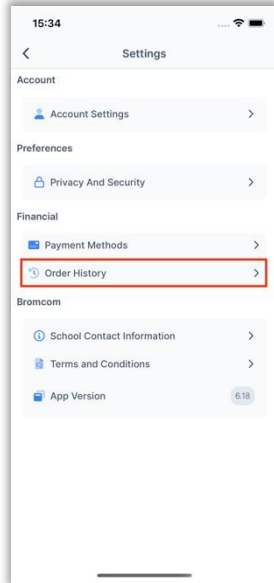 15:34
Settings
Account
Account Settings
Preferences
Privacy And Security
Financial
Payment Methods
Order History
Bromcom
School Contact Information
Terms and Conditions
App Version 6.18